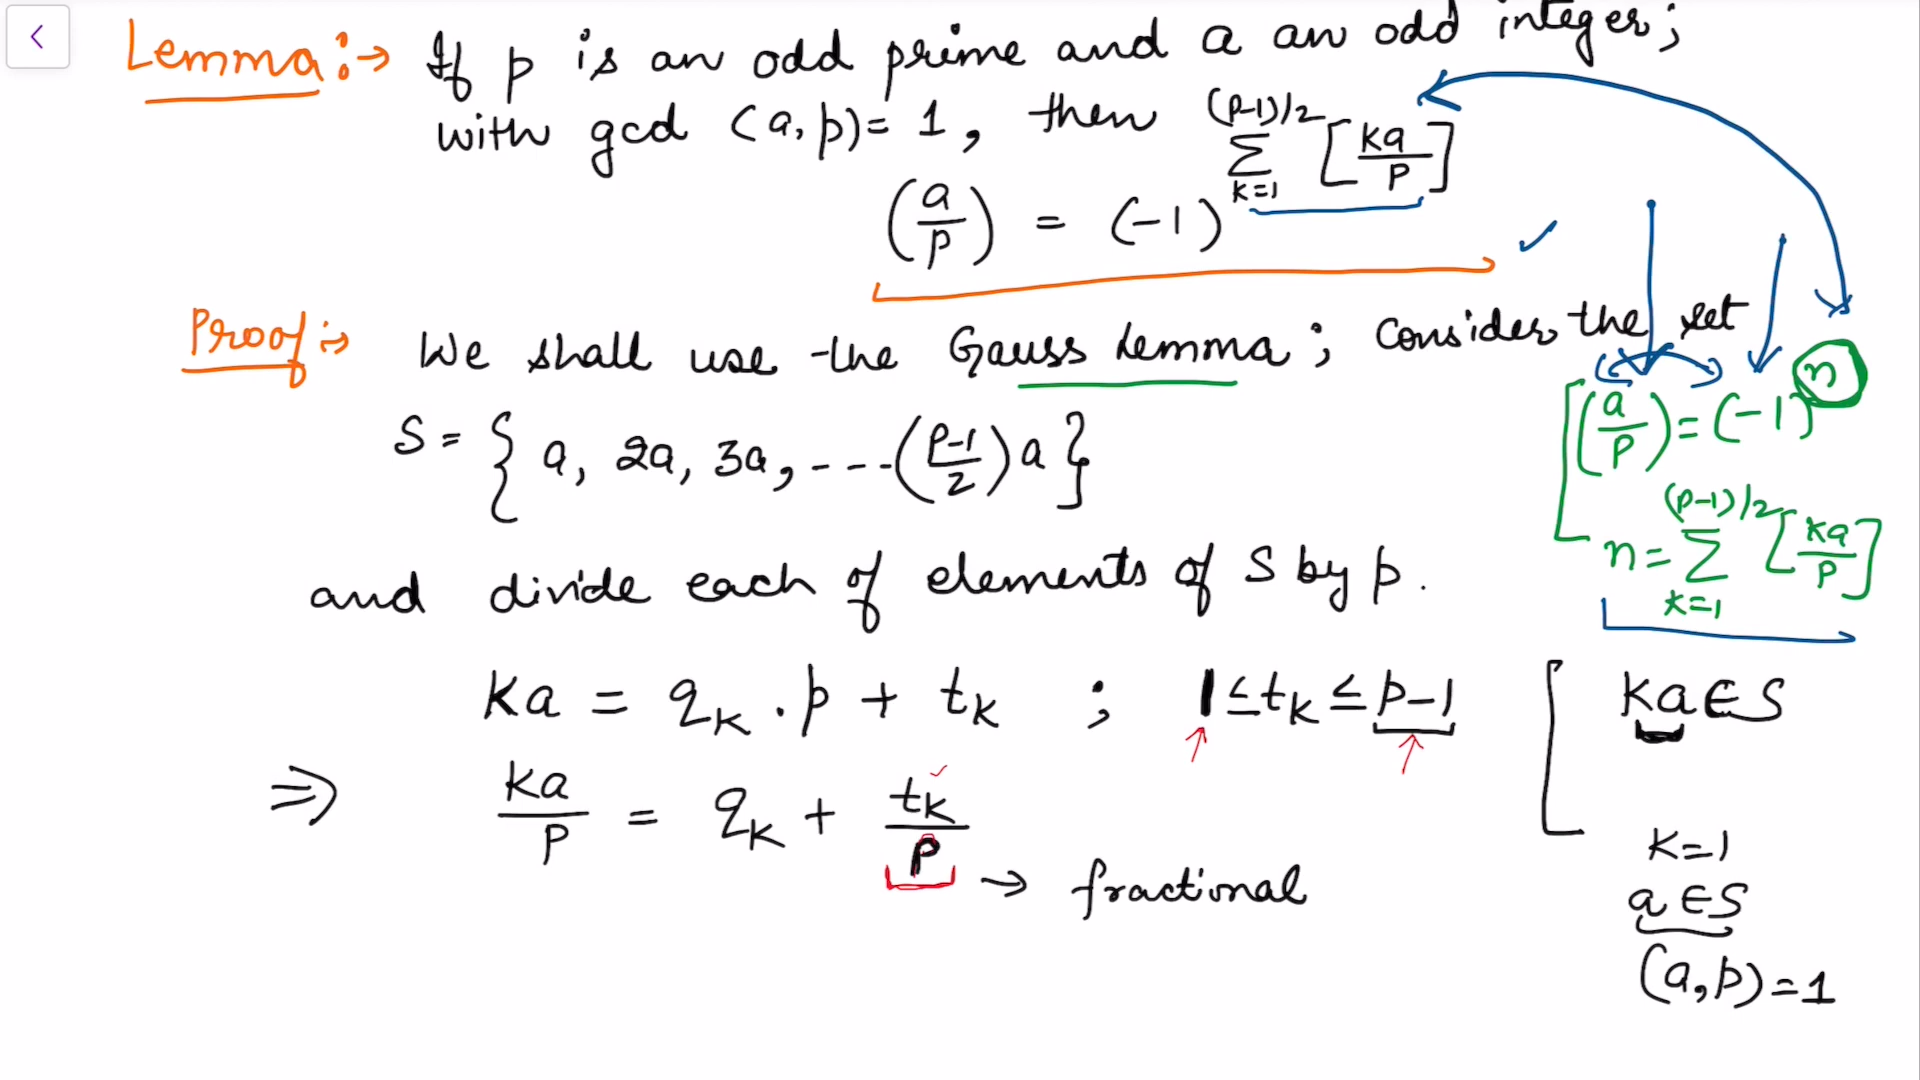 Lemma:→ If p is an odd prime and a an odd integer;
with gcd (a, p) = 1, then
(a/p) = (-1)^{Σ_{k=1}^{(p-1)/2} [ka/p]}
Proof:→ We shall use the Gauss Lemma; Consider the set
S = { a, 2a, 3a, ---- ((p-1)/2) a }
(a/p) = (-1)^n
n = Σ_{k=1}^{(p-1)/2} [ka/p]
and divide each of elements of S by p.
ka = q_k . p + t_k ; 1 ≤ t_k ≤ p-1
ka ∈ S
⇒ ka/p = q_k + t_k/p → fractional
k=1
a ∈ S
(a, p) = 1